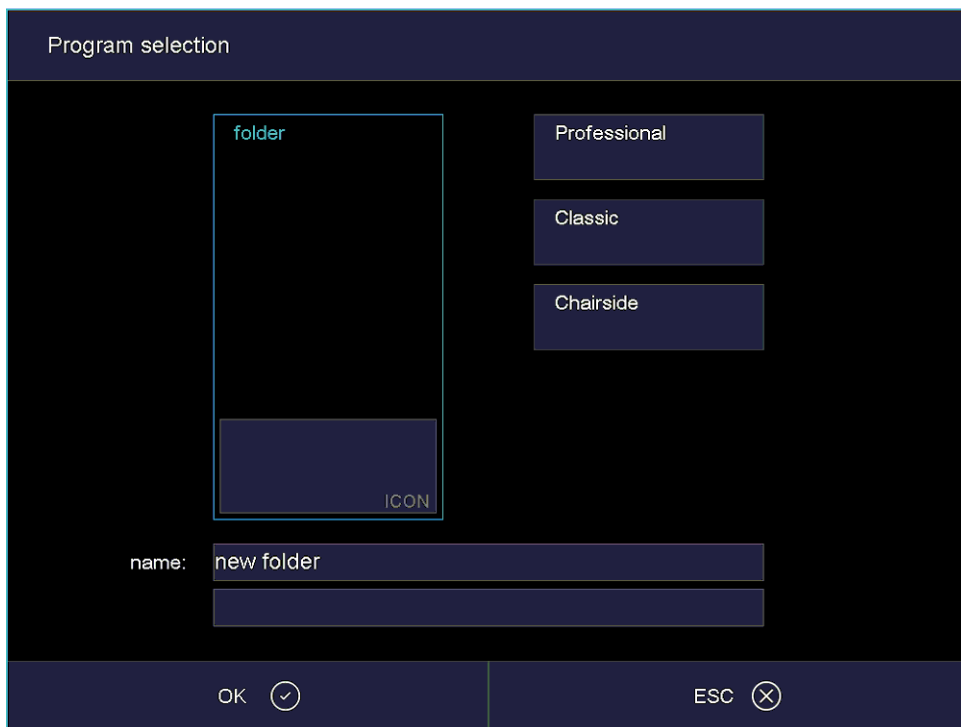 Program selection
folder
Professional
Classic
Chairside
ICON
name: new folder
OK
ESC